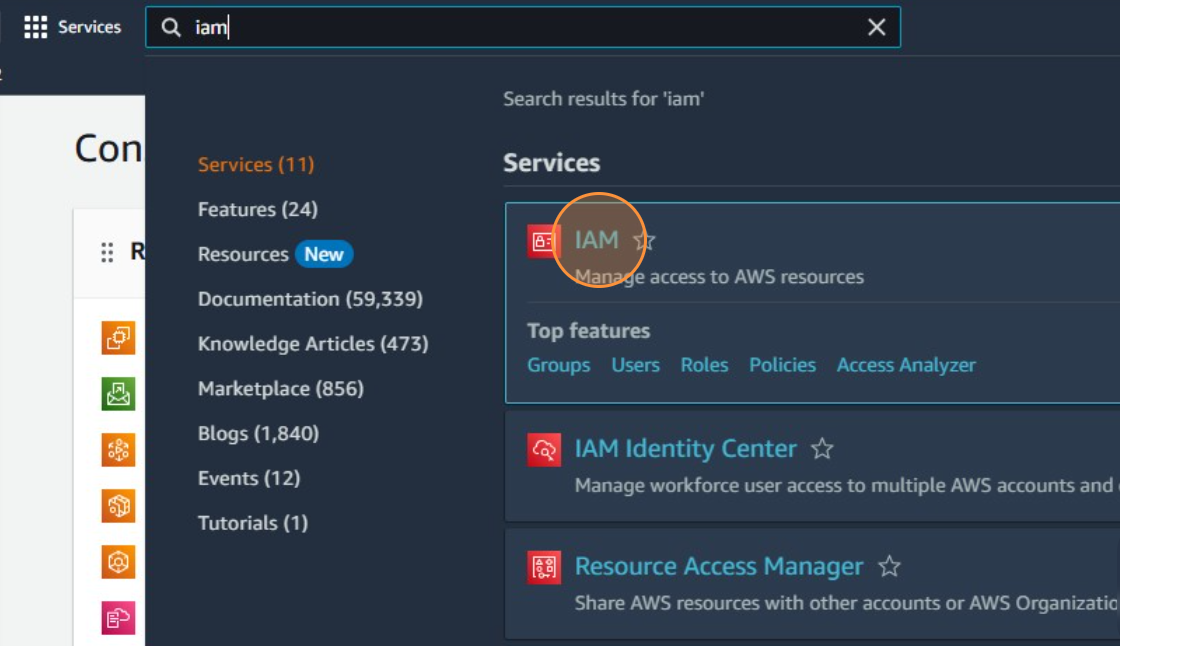 Services
iam
Search results for 'iam'
Con
Services (11)
Features (24)
Resources New
Documentation (59,339)
Knowledge Articles (473)
Marketplace (856)
Blogs (1,840)
Events (12)
Tutorials (1)
R
Services
IAM
Manage access to AWS resources
Top features
Groups Users Roles Policies Access Analyzer
IAM Identity Center
Manage workforce user access to multiple AWS accounts and
Resource Access Manager
Share AWS resources with other accounts or AWS Organizatio